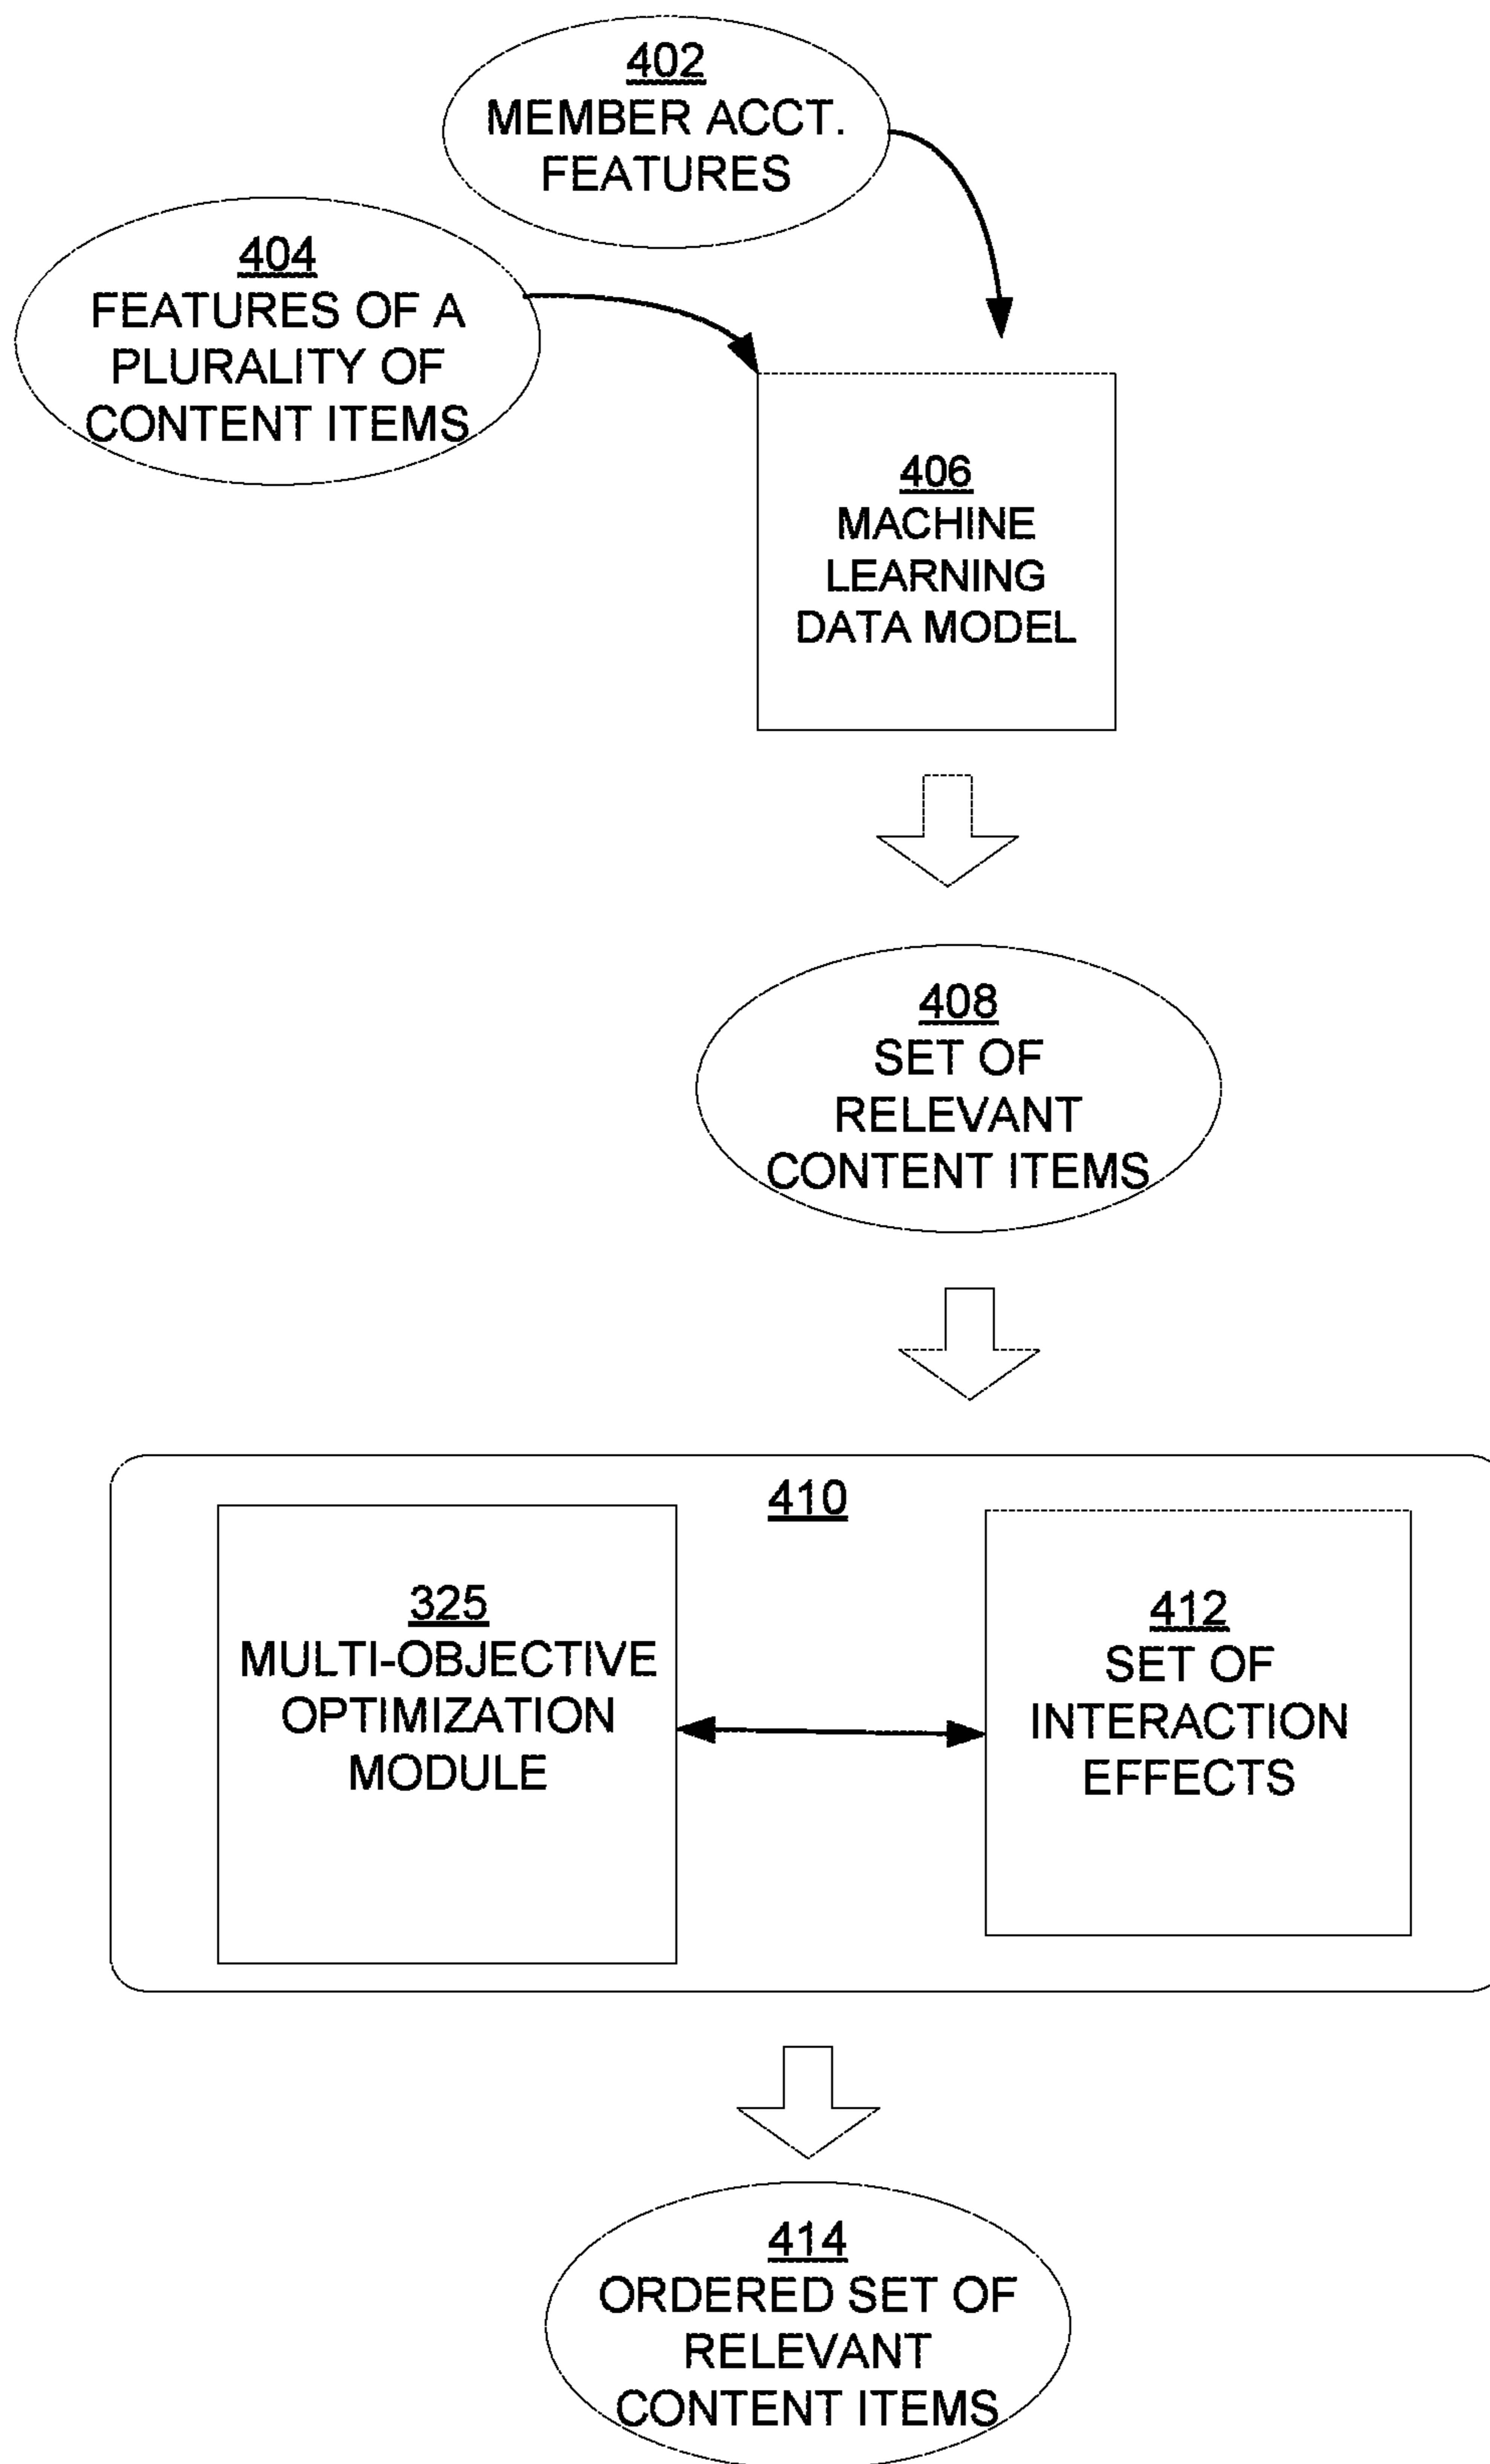 402
MEMBER ACCT.
FEATURES
404
FEATURES OF A
PLURALITY OF
CONTENT ITEMS
406
MACHINE
LEARNING
DATA MODEL
408
SET OF
RELEVANT
CONTENT ITEMS
410
325
MULTI-OBJECTIVE
OPTIMIZATION
MODULE
412
SET OF
INTERACTION
EFFECTS
414
ORDERED SET OF
RELEVANT
CONTENT ITEMS